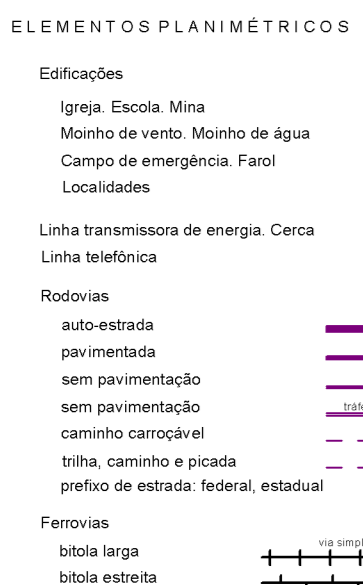 ELEMENTOS PLANIMÉTRICOS
Edificações
Igreja. Escola. Mina
Moinho de vento. Moinho de água
Campo de emergência. Farol
Localidades
Linha transmissora de energia. Cerca
Linha telefônica
Rodovias
auto-estrada
pavimentada
sem pavimentação
sem pavimentação
caminho carroçável
trilha, caminho e picada
prefixo de estrada: federal, estadual
Ferrovias
via simpl
bitola larga
bitola estreita